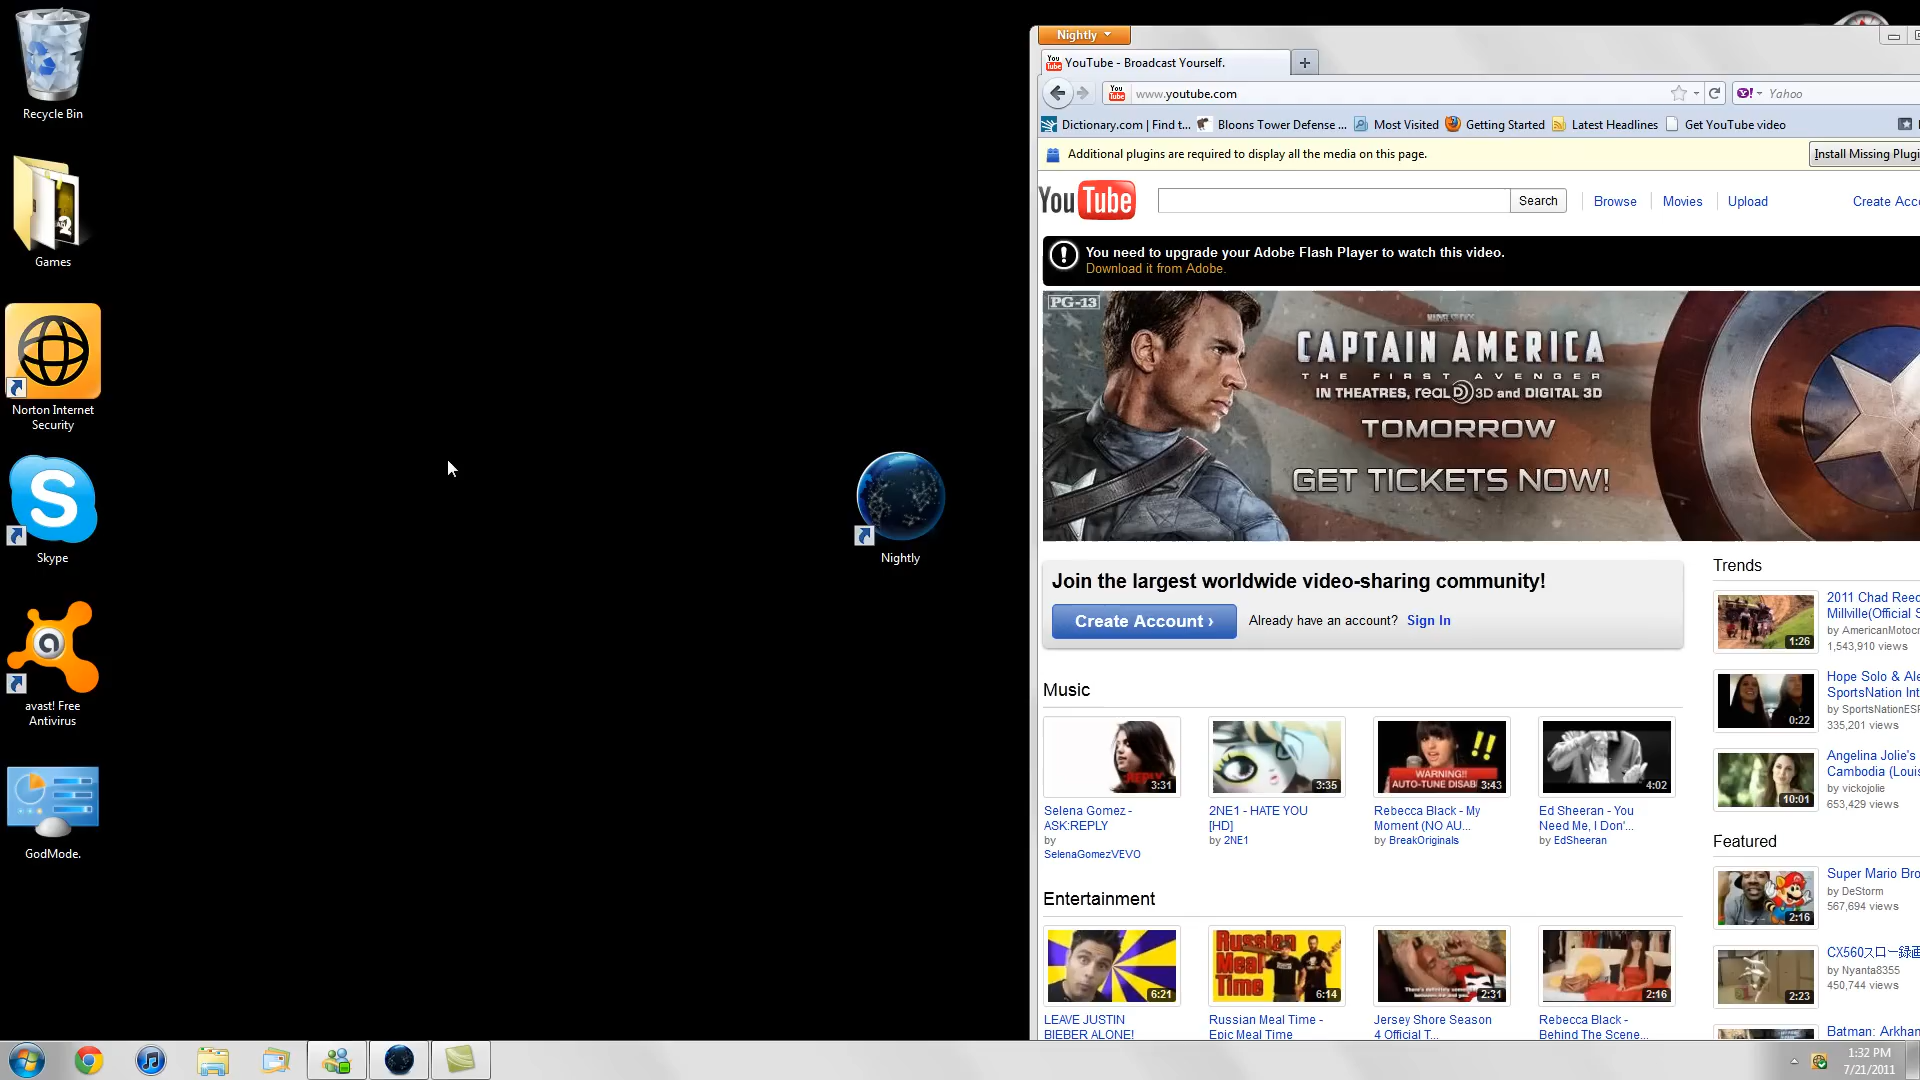 Recycle Bin
Games
Norton Internet
Security
Skype
avast! Free
Antivirus
GodMode.
Nightly
Nightly
YouTube - Broadcast Yourself.
www.youtube.com
Yahoo
Dictionary.com | Find t...
Bloons Tower Defense ...
Most Visited
Getting Started
Latest Headlines
Get YouTube video
Additional plugins are required to display all the media on this page.
Install Missing Plugi
YouTube
Search
Browse
Movies
Upload
Create Acc
You need to upgrade your Adobe Flash Player to watch this video.
Download it from Adobe.
PG-13
CAPTAIN AMERICA
THE FIRST AVENGER
IN THEATRES, REAL D 3D and DIGITAL 3D
TOMORROW
GET TICKETS NOW!
Join the largest worldwide video-sharing community!
Create Account ›
Already have an account? Sign In
Music
3:31
Selena Gomez -
ASK:REPLY
by
SelenaGomezVEVO
3:35
2NE1 - HATE YOU
[HD]
by 2NE1
WARNING!!
AUTO-TUNE DISAB
3:43
Rebecca Black - My
Moment (NO AU...
by BreakOriginals
4:02
Ed Sheeran - You
Need Me, I Don'...
by EdSheeran
Entertainment
6:21
LEAVE JUSTIN
BIEBER ALONE!
Russian
Meal
Time
6:14
Russian Meal Time -
Epic Meal Time
2:31
Jersey Shore Season
4 Official T...
2:16
Rebecca Black -
Behind The Scene...
Trends
1:26
2011 Chad Reed
Millville(Official S
by AmericanMotocr
1,543,910 views
0:22
Hope Solo & Ale
SportsNation Int
by SportsNationESP
335,201 views
10:01
Angelina Jolie's
Cambodia (Louis
by vickojolie
653,429 views
Featured
2:16
Super Mario Bro
by DeStorm
567,694 views
2:23
CX560スロー録画
by Nyanta8355
450,744 views
Batman: Arkhan
1:32 PM
7/21/2011